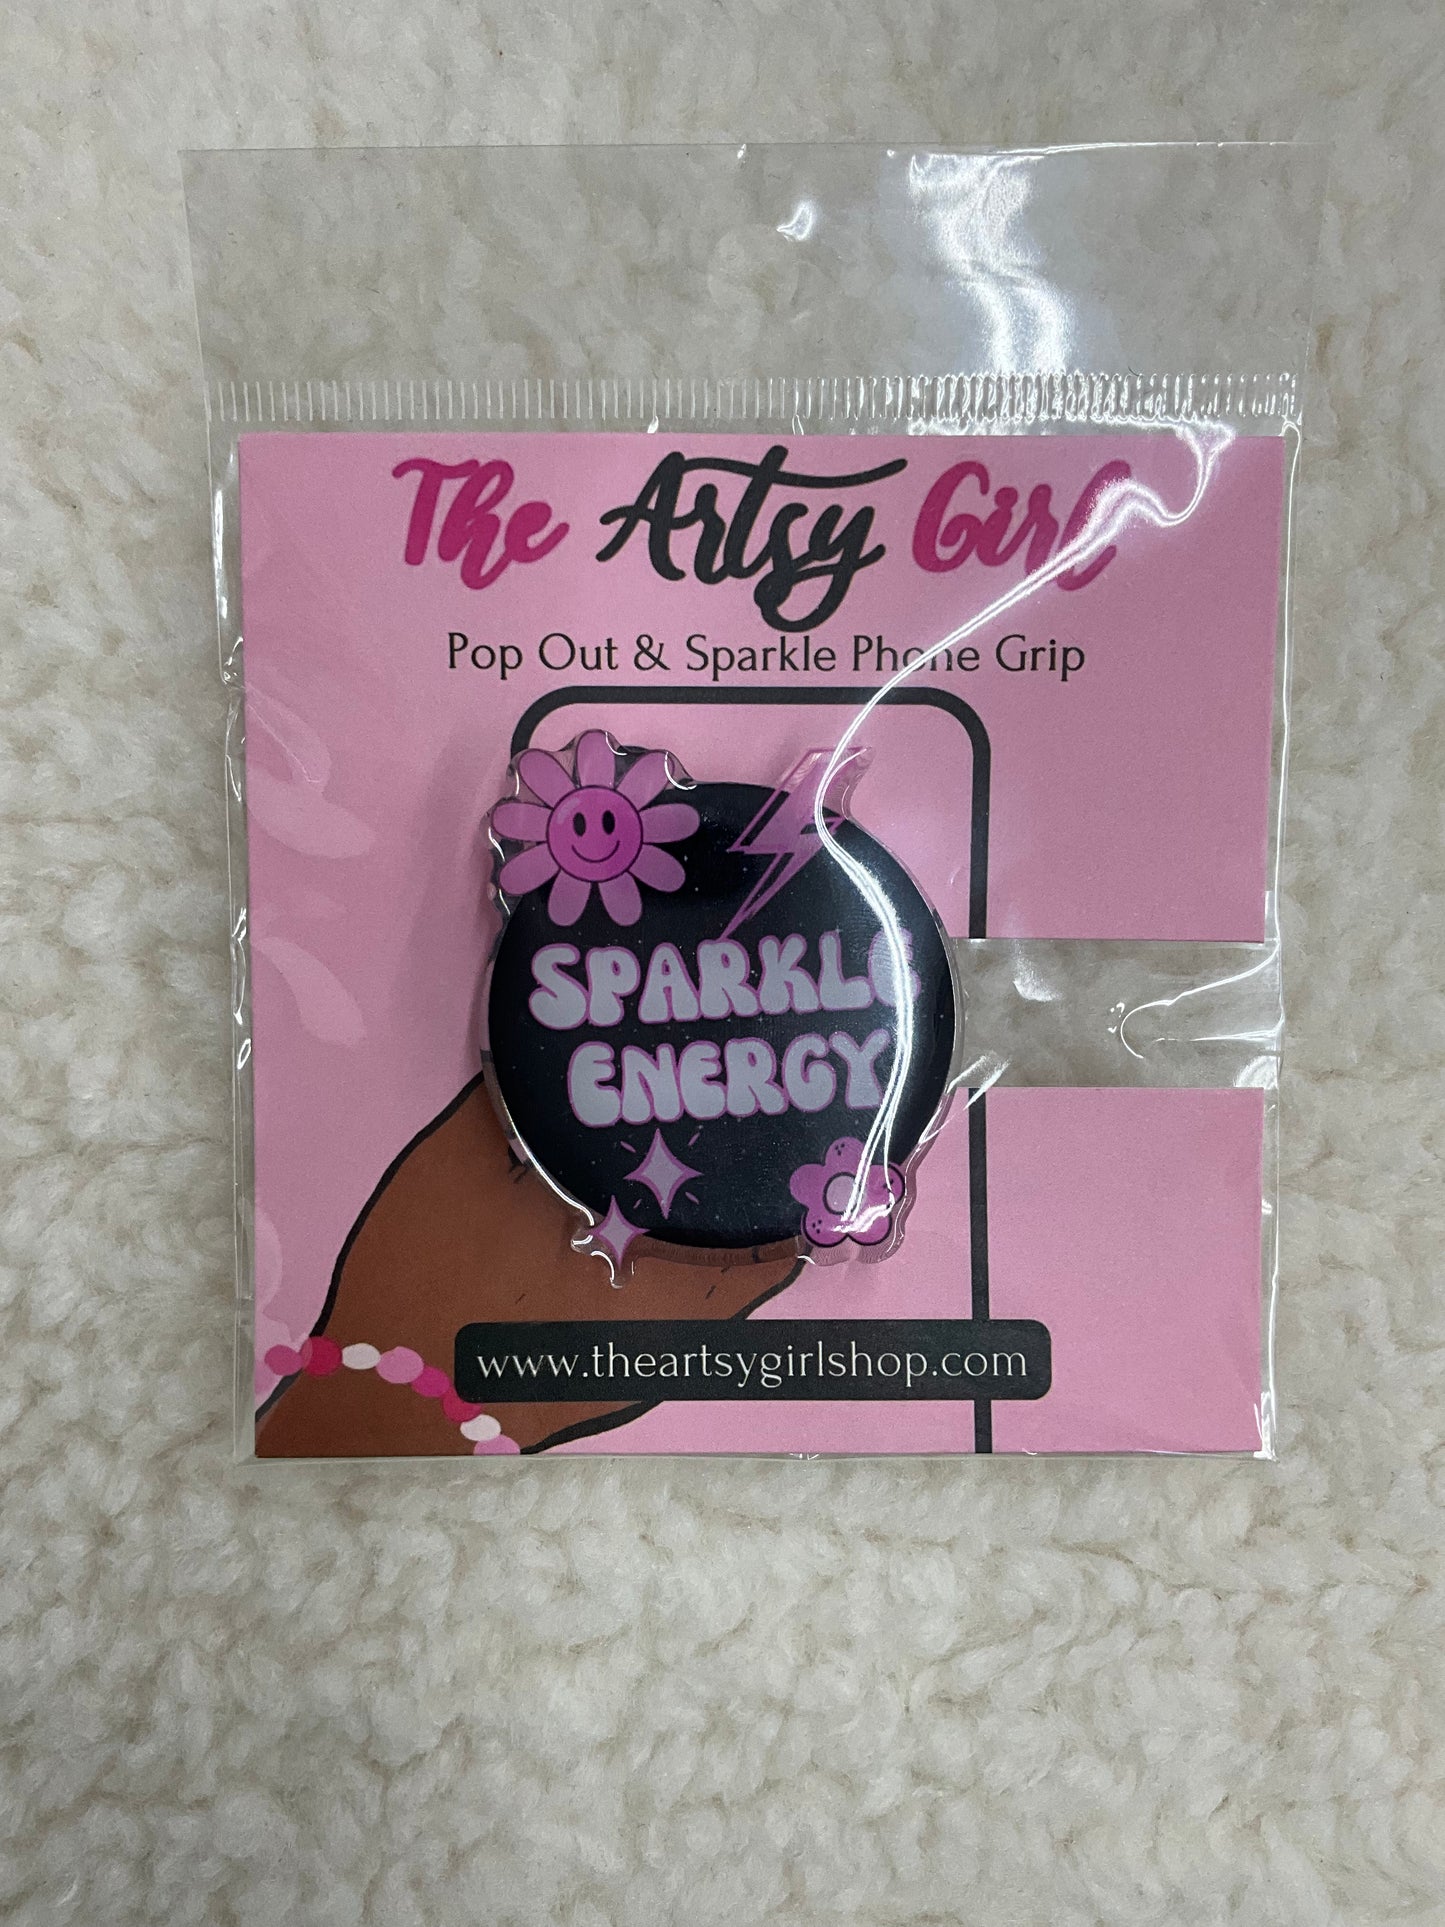 The Artsy Girl
Pop Out & Sparkle Phone Grip
SPARKLE
ENERGY
www.theartsygirlshop.com